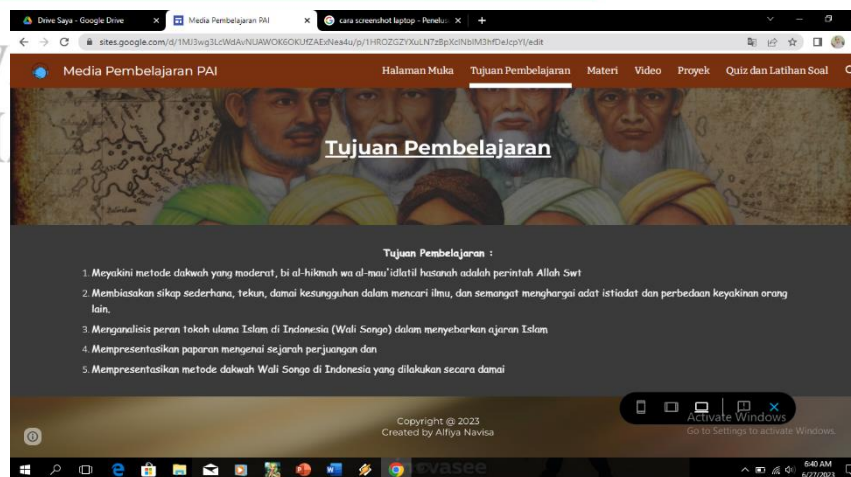 Drive Saya - Google Drive
Media Pembelajaran PAI
cara screenshot laptop - Penelus
sites.google.com/d/1MJ3wg3LcWdAvNUAWOK6OKUfZAExNea4u/p/1HROZGZYXuLN7zBpXclNbIM3hfDeJcpYl/edit
Media Pembelajaran PAI
Halaman Muka Tujuan Pembelajaran Materi Video Proyek Quiz dan Latihan Soal
Tujuan Pembelajaran
Tujuan Pembelajaran :
1. Meyakini metode dakwah yang moderat, bi al-hikmah wa al-mau'idlatil hasanah adalah perintah Allah Swt
2. Membiasakan sikap sederhana, tekun, damai kesungguhan dalam mencari ilmu, dan semangat menghargai adat istiadat dan perbedaan keyakinan orang
lain.
3. Menganalisis peran tokoh ulama Islam di Indonesia (Wali Songo) dalam menyebarkan ajaran Islam
4. Mempresentasikan paparan mengenai sejarah perjuangan dan
5. Mempresentasikan metode dakwah Wali Songo di Indonesia yang dilakukan secara damai
Copyright @ 2023
Created by Alfiya Navisa
Activate Windows
Go to Settings to activate Windows.
6:40 AM
6/27/2023